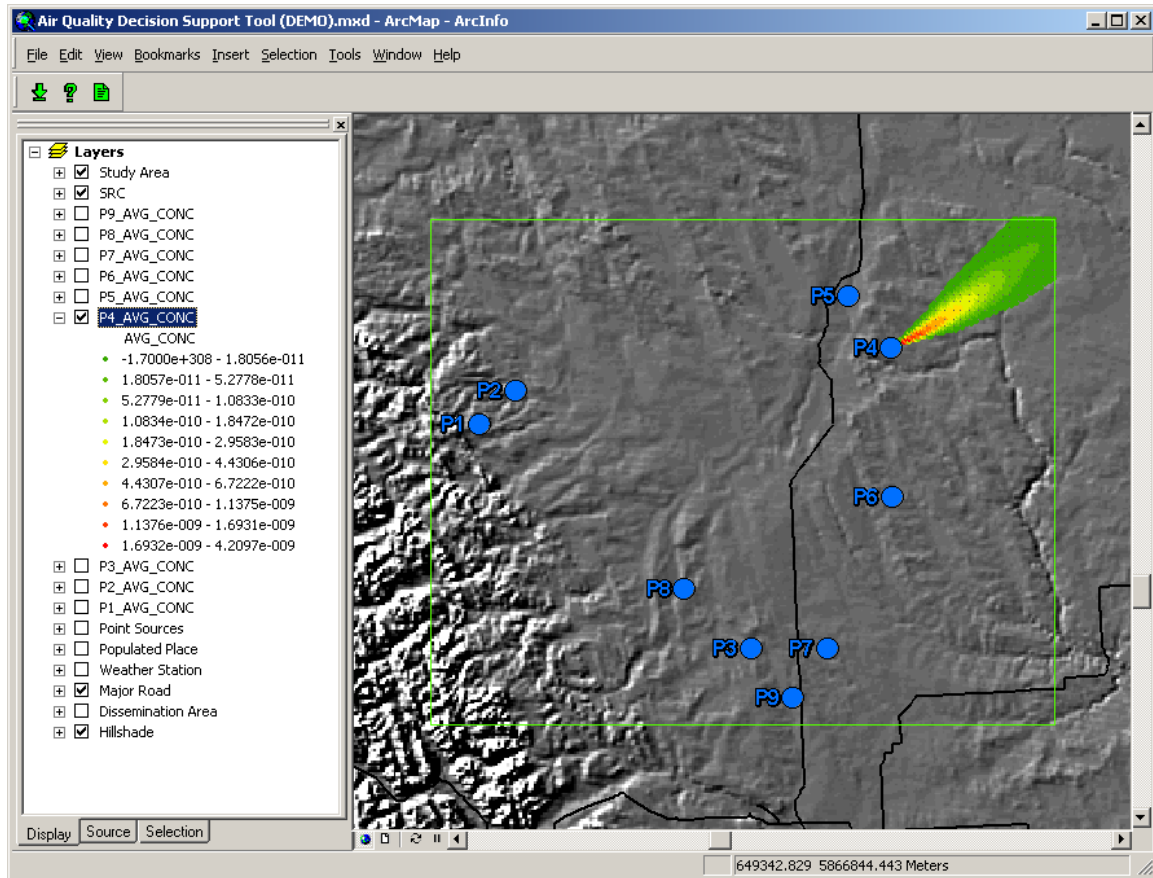 Air Quality Decision Support Tool (DEMO).mxd - ArcMap - ArcInfo
File Edit View Bookmarks Insert Selection Tools Window Help
Layers
Study Area
SRC
P9_AVG_CONC
P8_AVG_CONC
P7_AVG_CONC
P6_AVG_CONC
P5_AVG_CONC
P4_AVG_CONC
AVG_CONC
-1.7000e+308 - 1.8056e-011
1.8057e-011 - 5.2778e-011
5.2779e-011 - 1.0833e-010
1.0834e-010 - 1.8472e-010
1.8473e-010 - 2.9583e-010
2.9584e-010 - 4.4306e-010
4.4307e-010 - 6.7222e-010
6.7223e-010 - 1.1375e-009
1.1376e-009 - 1.6931e-009
1.6932e-009 - 4.2097e-009
P3_AVG_CONC
P2_AVG_CONC
P1_AVG_CONC
Point Sources
Populated Place
Weather Station
Major Road
Dissemination Area
Hillshade
Display Source Selection
P5
P4
P2
P1
P6
P8
P3 P7
P9
649342.829 5866844.443 Meters